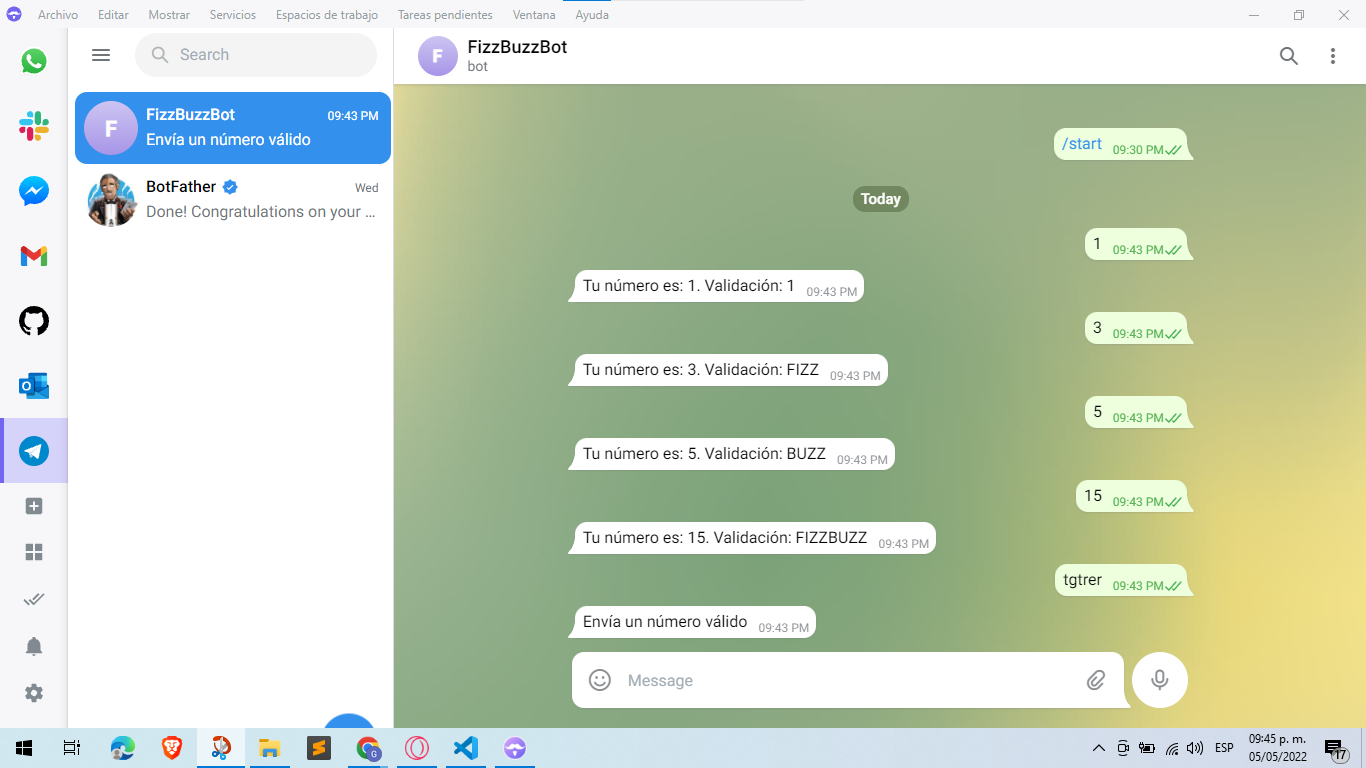 Archivo Editar Mostrar Servicios Espacios de trabajo Tareas pendientes Ventana Ayuda
Search
FizzBuzzBot 09:43 PM
Envía un número válido
BotFather Wed
Done! Congratulations on your ...
F
F
FizzBuzzBot
bot
/start 09:30 PM
Today
1 09:43 PM
Tu número es: 1. Validación: 1 09:43 PM
3 09:43 PM
Tu número es: 3. Validación: FIZZ 09:43 PM
5 09:43 PM
Tu número es: 5. Validación: BUZZ 09:43 PM
15 09:43 PM
Tu número es: 15. Validación: FIZZBUZZ 09:43 PM
tgtrer 09:43 PM
Envía un número válido 09:43 PM
Message
G
ESP
09:45 p. m.
05/05/2022
17